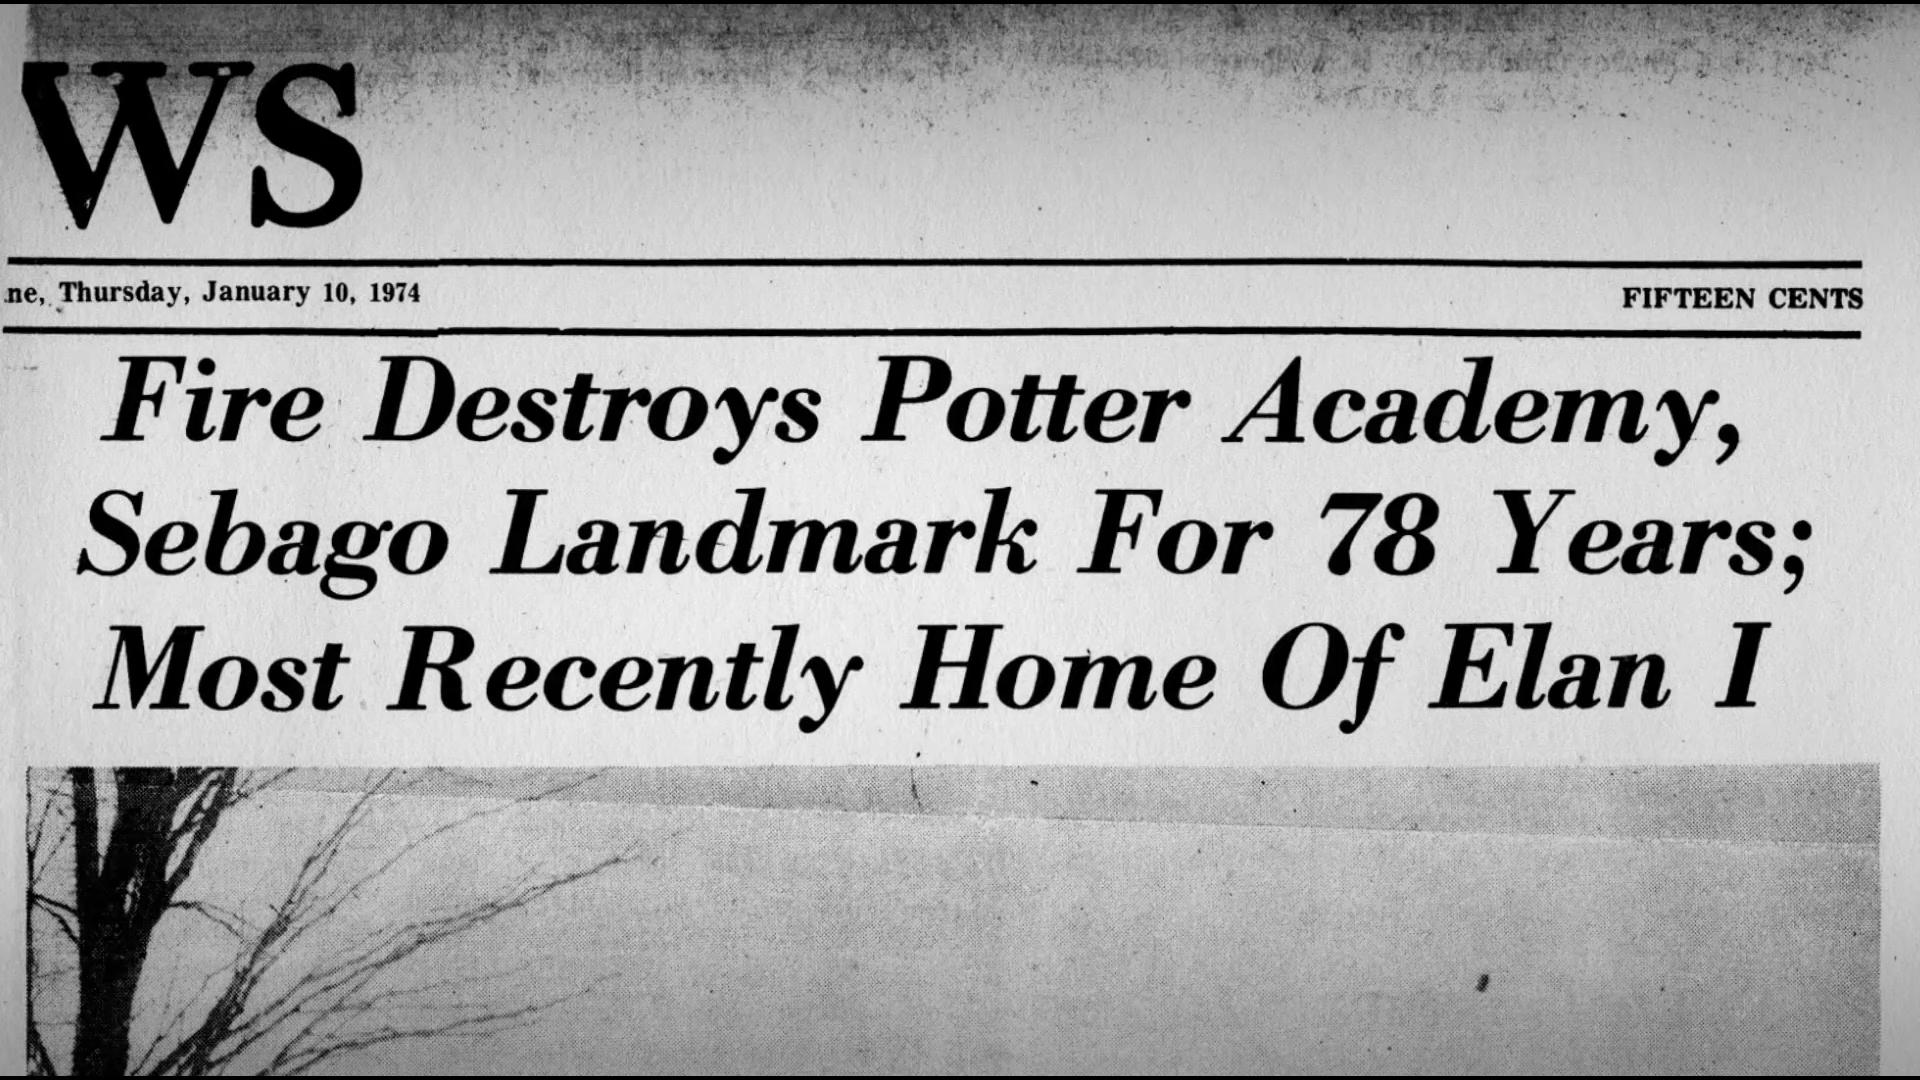 WS
ne, Thursday, January 10, 1974 FIFTEEN CENTS
Fire Destroys Potter Academy,
Sebago Landmark For 78 Years;
Most Recently Home Of Elan I